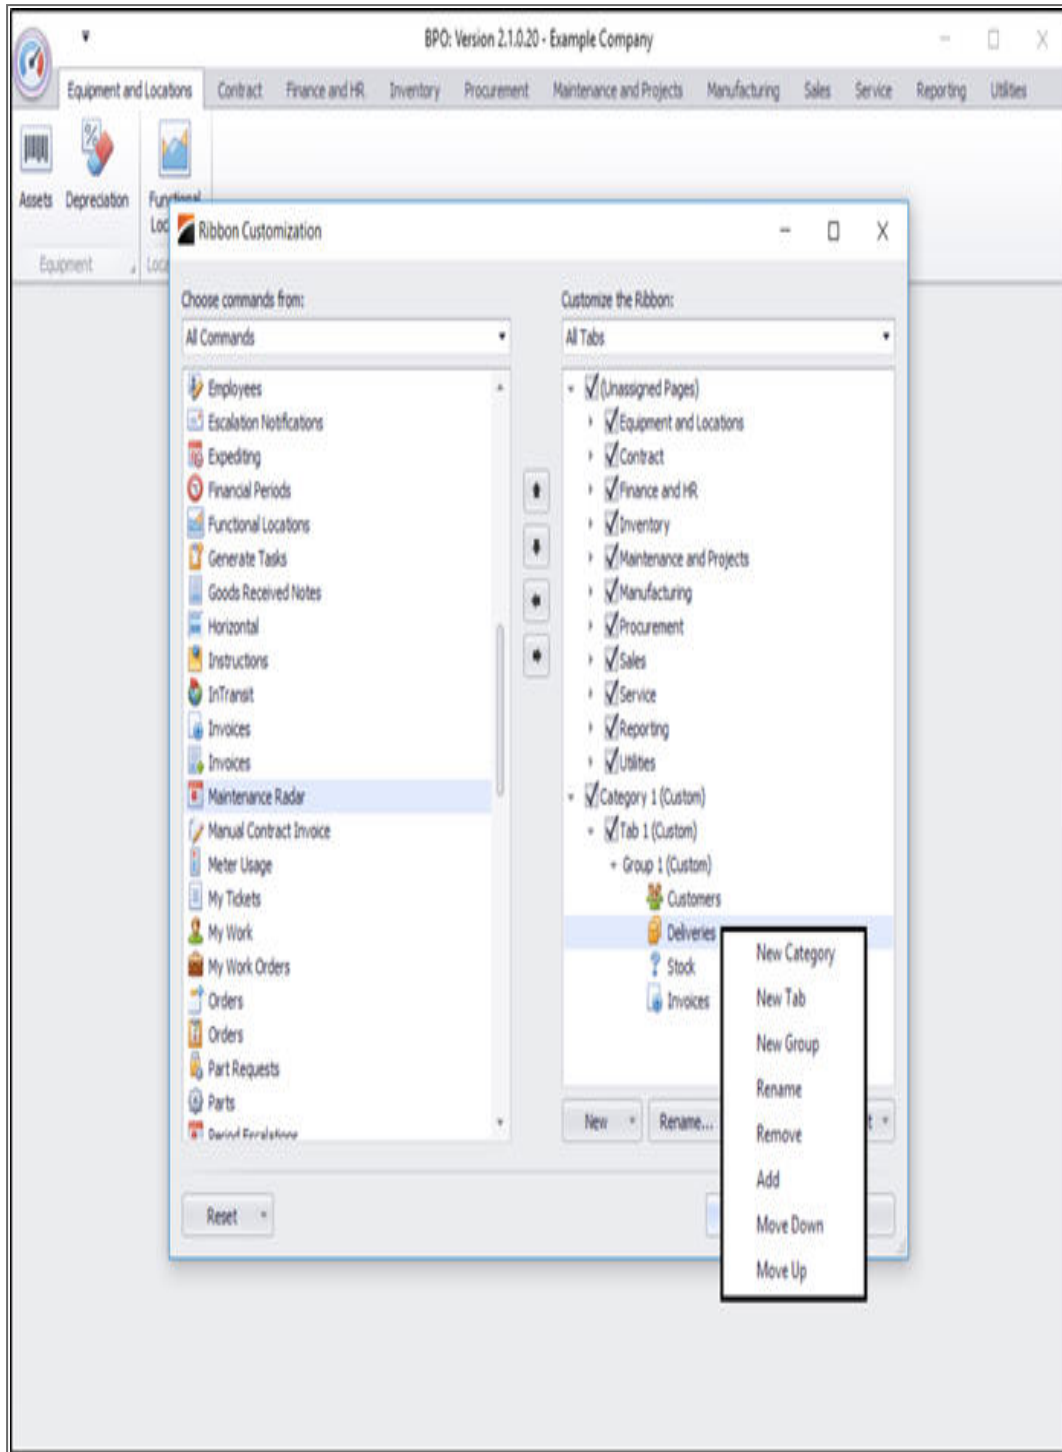 BPO: Version 2.1.0.20 - Example Company
Equipment and Locations Contract Finance and HR Inventory Procurement Maintenance and Projects Manufacturing Sales Service Reporting Utilities
Assets Depreciation Functional
Equipment
Ribbon Customization
Choose commands from:
All Commands
Employees
Escalation Notifications
Expediting
Financial Periods
Functional Locations
Generate Tasks
Goods Received Notes
Horizontal
Instructions
InTransit
Invoices
Invoices
Maintenance Radar
Manual Contract Invoice
Meter Usage
My Tickets
My Work
My Work Orders
Orders
Orders
Part Requests
Parts
Period Escalations
Reset
Customize the Ribbon:
All Tabs
(Unassigned Pages)
Equipment and Locations
Contract
Finance and HR
Inventory
Maintenance and Projects
Manufacturing
Procurement
Sales
Service
Reporting
Utilities
Category 1 (Custom)
Tab 1 (Custom)
Group 1 (Custom)
Customers
Deliveries
Stock
Invoices
New Rename...
New Category
New Tab
New Group
Rename
Remove
Add
Move Down
Move Up